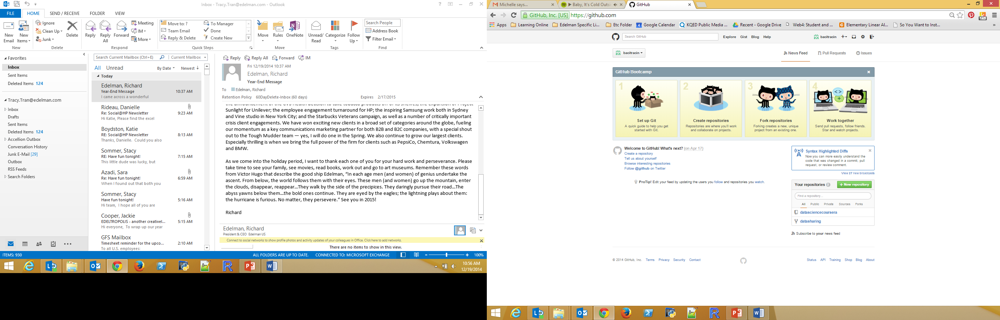 Inbox - Tracy.Tran@edelman.com - Outlook
FILE HOME SEND / RECEIVE FOLDER VIEW
New Email
New Items
Ignore
Clean Up
Junk
Delete
Reply
Reply All
Forward
Meeting
IM
More
Move to: ?
Team Email
Reply & Delete
To Manager
Done
Create New
Move
Rules
OneNote
Unread/ Read
Categorize
Follow Up
Search People
Address Book
Filter Email
New Delete Respond Quick Steps Move Tags Find
Favorites
Inbox
Sent Items
Deleted Items 124
Tracy.Tran@edelman.com
Inbox
Drafts
Sent Items
Deleted Items 124
Accellion Outbox
Conversation History
Junk E-Mail [29]
Outbox
RSS Feeds
Search Folders
Search Current Mailbox (Ctrl+E) Current Mailbox
All Unread By Date Newest
Today
Edelman, Richard
Year-End Message 10:37 AM
I came across a wonderful
Rideau, Danielle
Re: Social@HP Newsletter 9:23 AM
Hi Katie, Please find the excel
Boydston, Katie
RE: Social@HP Newsletter 8:13 AM
Thanks, Danielle. Could you also
Sommer, Stacy
RE: Have fun tonight! 7:15 AM
This little dude was lucky, but
Azadi, Sara
Re: Have fun tonight! 6:59 AM
When I found out that both you
Sommer, Stacy
Have fun tonight! 5:16 AM
Hi team, I hope all of you are
Cooper, Jackie
EDELTROPOLIS - another creativel... 5:15 AM
Hi everyone, To wrap up our year
GFS Mailbox
Timesheet reminder for the upco... 2:10 AM
To all U.S. employees:
Reply Reply All Forward IM
Fri 12/19/2014 10:37 AM
Edelman, Richard
Year-End Message
To Edelman, Richard
Retention Policy 60DayDelete-Inbox (60 days) Expires 2/17/2015
the announcement of the CVS Health decision to take tobacco products off of its shelves; the expansion of Project
Sunlight for Unilever; the employee engagement turnaround for HP; the inspiring Samsung work both in Sydney
and Vine studio in New York City; and the Starbucks Veterans campaign, as well as a number of critically important
crisis client engagements. We have won exciting new clients in a broad set of categories around the globe, fueling
our momentum as a key communications marketing partner for both B2B and B2C companies, with a special shout
out to the Tough Mudder team — yes, I will do one in the Spring. We also continue to grow our largest clients.
Especially thrilling is when we bring the full power of the firm for clients such as PepsiCo, Chemtura, Volkswagen
and BMW.
As we come into the holiday period, I want to thank each one of you for your hard work and perseverance. Please
take time to see your family, see movies, read books, work out and go to art museums. Remember these words
from Victor Hugo that describe the good ship Edelman, “In each age men (and women) of genius undertake the
ascent. From below, the world follows them with their eyes. These men (and women) go up the mountain, enter
the clouds, disappear, reappear…They walk by the side of the precipices. They daringly pursue their road…The
abyss yawns below them…the bold ones continue. They are eyed by the eagles; the lightning plays about them:
the hurricane is furious. No matter, they persevere.” See you in 2015!
Richard
Edelman, Richard
President & CEO Edelman US
Connect to social networks to show profile photos and activity updates of your colleagues in Office. Click here to add networks.
There are no items to show in this view.
ITEMS: 930 ALL FOLDERS ARE UP TO DATE. CONNECTED TO: MICROSOFT EXCHANGE 100%
10:56 AM
12/19/2014
Michelle says... Baby, It's Cold Outsi GitHub
GitHub, Inc. [US] https://github.com
145
Apps Learning Online Edelman Specific Li... Etc Folder Google Calendar KQED Public Media ... Recent - Google Drive Web4: Student and ... Elementary Linear Al... So You Want to Inst... »
Search GitHub Explore Gist Blog Help bacitracin
bacitracin News Feed Pull Requests Issues
GitHub Bootcamp
1 2 3 4
Set up Git
A quick guide to help you get
started with Git.
Create repositories
Repositories are where you'll work
and collaborate on projects.
Fork repositories
Forking creates a new, unique
project from an existing one.
Work together
Send pull requests, follow friends.
Star and watch projects.
Welcome to GitHub! What's next? (on Apr 17)
Create a repository
Tell us about yourself
Browse interesting repositories
Follow @github on Twitter
ProTip! Edit your feed by updating the users you follow and repositories you watch.
Syntax Highlighted Diffs
Now you can more easily understand the
code that was changed in a commit, pull
request, or review comment.
View 27 new broadcasts
Your repositories 2 New repository
Find a repository...
All Public Private Sources Forks
datasciencecoursera
datasharing
Subscribe to your news feed
© 2014 GitHub, Inc. Terms Privacy Security Contact Status API Training Shop Blog About